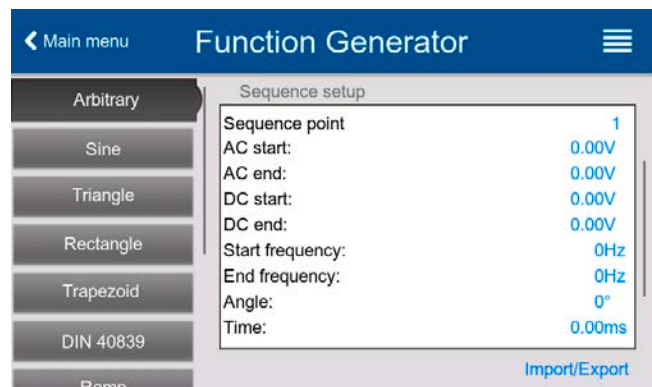 Main menu
Function Generator
Arbitrary
Sine
Triangle
Rectangle
Trapezoid
DIN 40839
Ramp
Sequence setup
Sequence point 1
AC start: 0.00V
AC end: 0.00V
DC start: 0.00V
DC end: 0.00V
Start frequency: 0Hz
End frequency: 0Hz
Angle: 0°
Time: 0.00ms
Import/Export